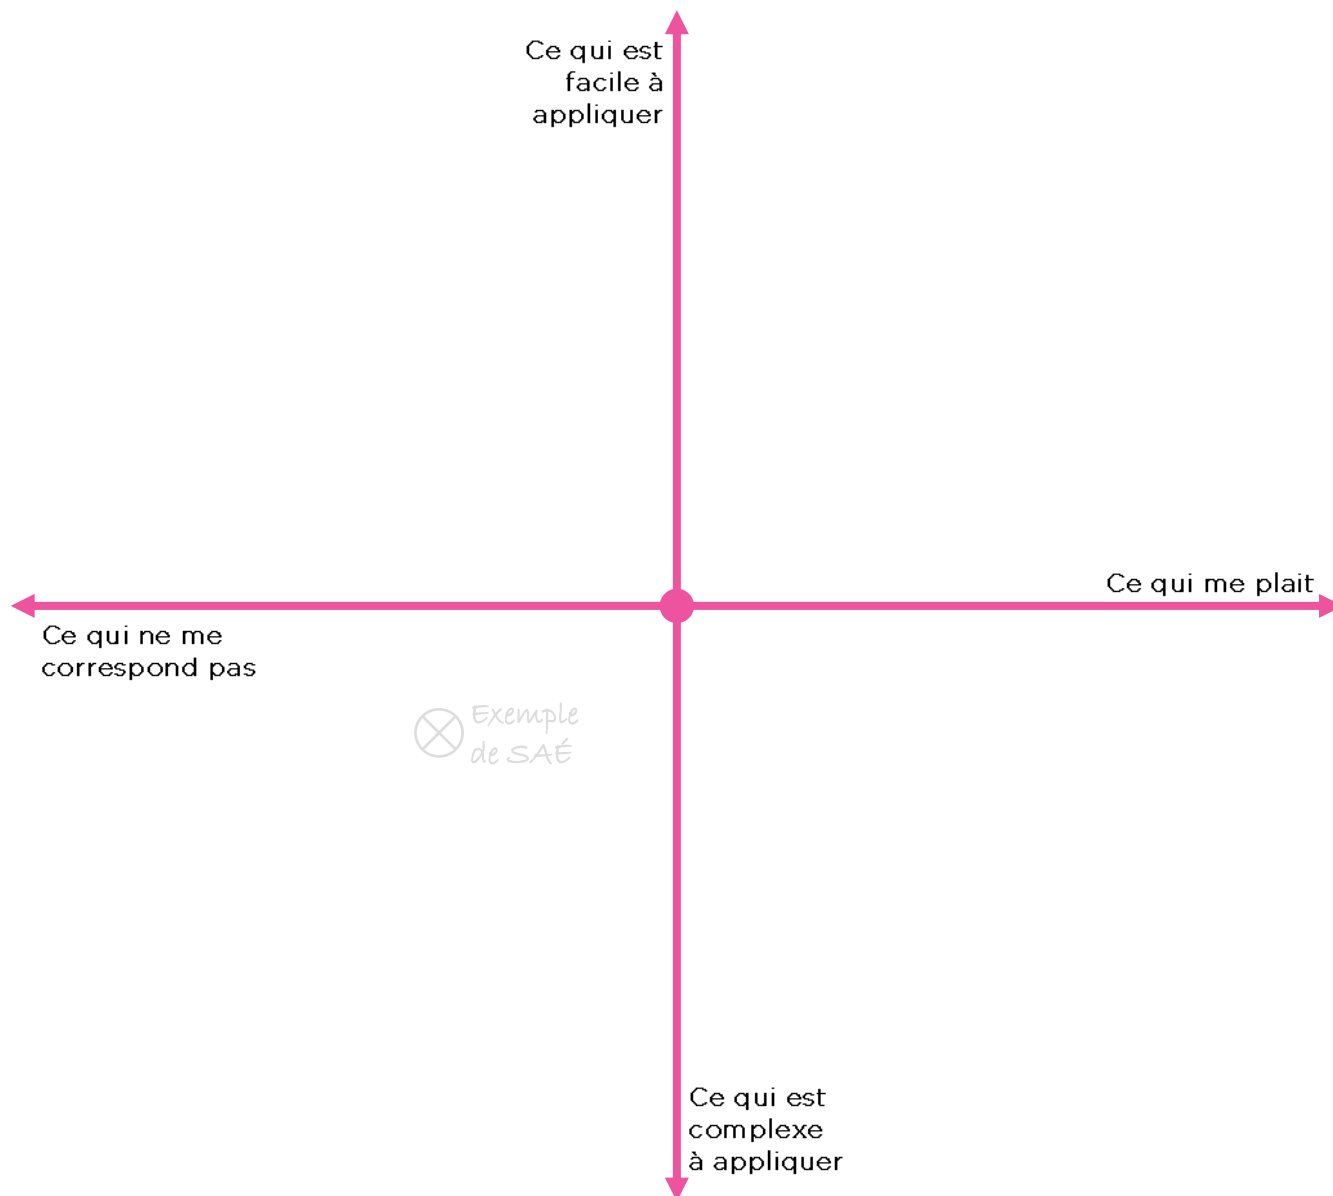 Ce qui est
facile à
appliquer
Ce qui me plait
Ce qui ne me
correspond pas
Exemple
de SAÉ
Ce qui est
complexe
à appliquer